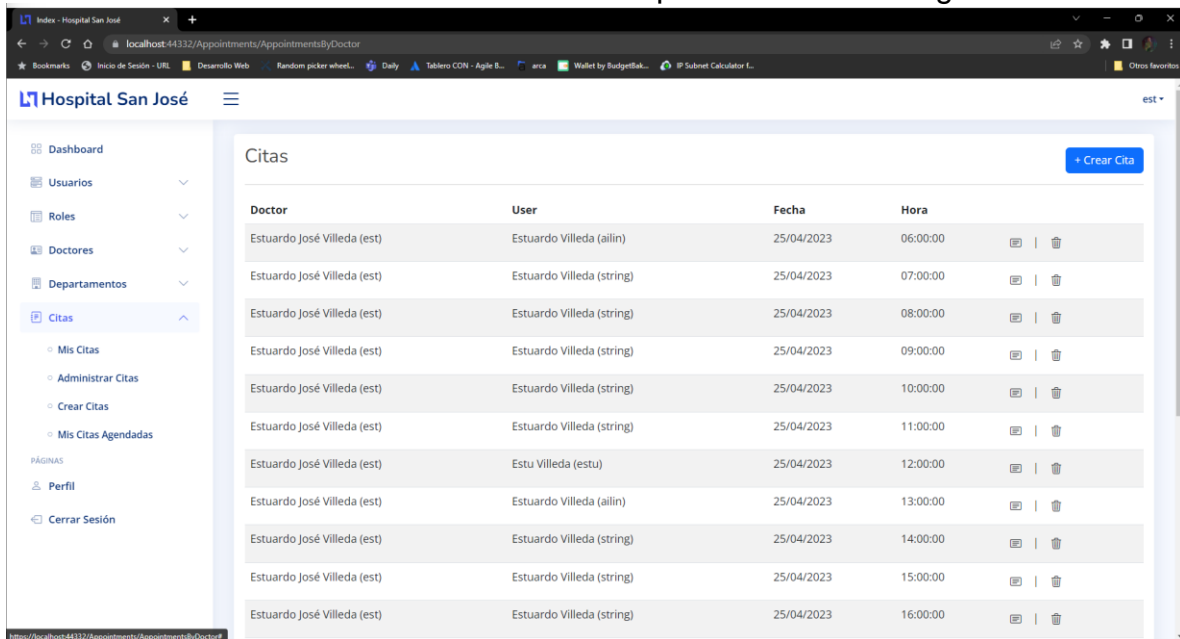 Index - Hospital San José
localhost:44332/Appointments/AppointmentsByDoctor
Bookmarks Inicio de Sesión - URL Desarrollo Web Random picker wheel... Daily Tablero CON - Agile B... arca Wallet by BudgetBak... IP Subnet Calculator f... Otros favoritos
Hospital San José est
Dashboard
Usuarios
Roles
Doctores
Departamentos
Citas
Mis Citas
Administrar Citas
Crear Citas
Mis Citas Agendadas
PÁGINAS
Perfil
Cerrar Sesión
Citas + Crear Cita
Doctor User Fecha Hora
Estuardo José Villeda (est) Estuardo Villeda (ailin) 25/04/2023 06:00:00 |
Estuardo José Villeda (est) Estuardo Villeda (string) 25/04/2023 07:00:00 |
Estuardo José Villeda (est) Estuardo Villeda (string) 25/04/2023 08:00:00 |
Estuardo José Villeda (est) Estuardo Villeda (string) 25/04/2023 09:00:00 |
Estuardo José Villeda (est) Estuardo Villeda (string) 25/04/2023 10:00:00 |
Estuardo José Villeda (est) Estuardo Villeda (string) 25/04/2023 11:00:00 |
Estuardo José Villeda (est) Estu Villeda (estu) 25/04/2023 12:00:00 |
Estuardo José Villeda (est) Estuardo Villeda (ailin) 25/04/2023 13:00:00 |
Estuardo José Villeda (est) Estuardo Villeda (string) 25/04/2023 14:00:00 |
Estuardo José Villeda (est) Estuardo Villeda (string) 25/04/2023 15:00:00 |
Estuardo José Villeda (est) Estuardo Villeda (string) 25/04/2023 16:00:00 |
https://localhost:44332/Appointments/AppointmentsByDoctor#